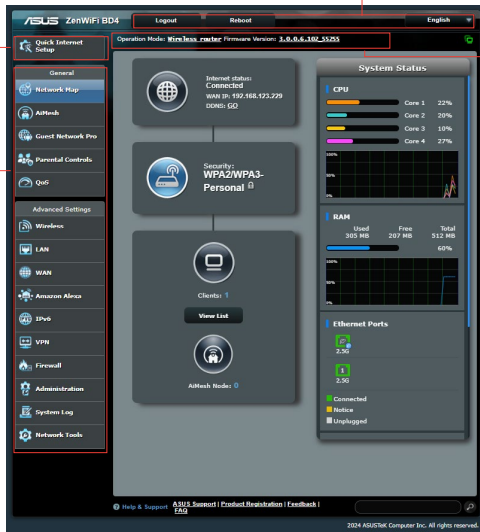 ASUS ZenWiFi BD4
Logout
Reboot
English
Quick Internet
Setup
Operation Mode: Wireless router Firmware Version: 3.0.0.6.102_55255
General
Network Map
AiMesh
Guest Network Pro
Parental Controls
QoS
Advanced Settings
Wireless
LAN
WAN
Amazon Alexa
IPv6
VPN
Firewall
Administration
System Log
Network Tools
Internet status:
Connected
WAN IP: 192.168.123.229
DDNS: GO
Security:
WPA2/WPA3-
Personal
Clients: 1
View List
AiMesh Node: 0
System Status
CPU
Core 1 22%
Core 2 20%
Core 3 10%
Core 4 27%
100%
50%
RAM
Used Free Total
305 MB 207 MB 512 MB
60%
100%
50%
Ethernet Ports
2.5G
1
2.5G
Connected
Notice
Unplugged
Help & Support ASUS Support | Product Registration | Feedback |
FAQ
2024 ASUSTeK Computer Inc. All rights reserved.